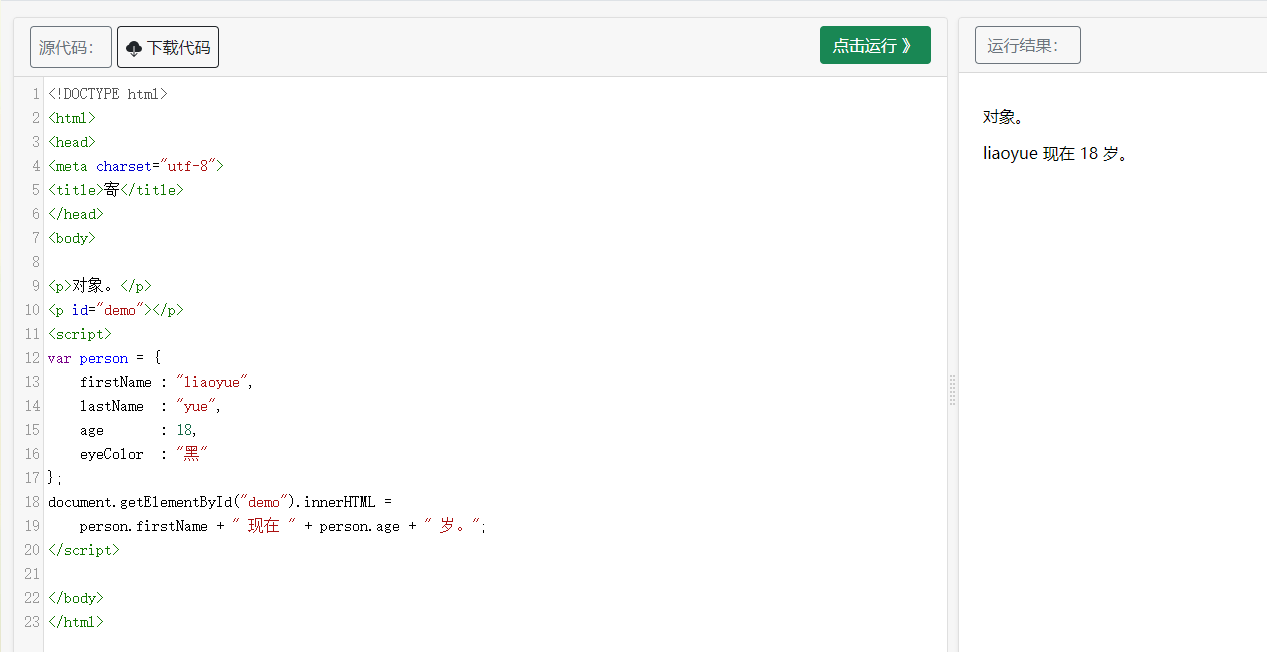 源代码：
下载代码
点击运行 》
1 <!DOCTYPE html>
2 <html>
3 <head>
4 <meta charset="utf-8">
5 <title>寄</title>
6 </head>
7 <body>
8
9 <p>对象。</p>
10 <p id="demo"></p>
11 <script>
12 var person = {
13     firstName : "liaoyue",
14     lastName  : "yue",
15     age       : 18,
16     eyeColor  : "黑"
17 };
18 document.getElementById("demo").innerHTML =
19     person.firstName + " 现在 " + person.age + " 岁。";
20 </script>
21
22 </body>
23 </html>
运行结果：
对象。
liaoyue 现在 18 岁。